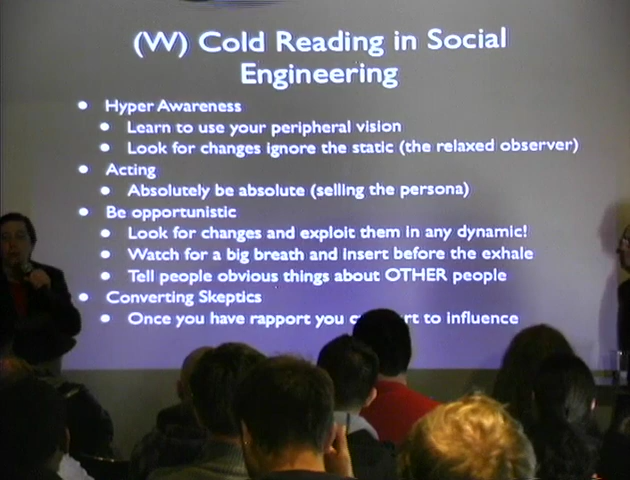 (W) Cold Reading in Social
Engineering
Hyper Awareness
Learn to use your peripheral vision
Look for changes ignore the static (the relaxed observer)
Acting
Absolutely be absolute (selling the persona)
Be opportunistic
Look for changes and exploit them in any dynamic!
Watch for a big breath and insert before the exhale
Tell people obvious things about OTHER people
Converting Skeptics
Once you have rapport you to influence